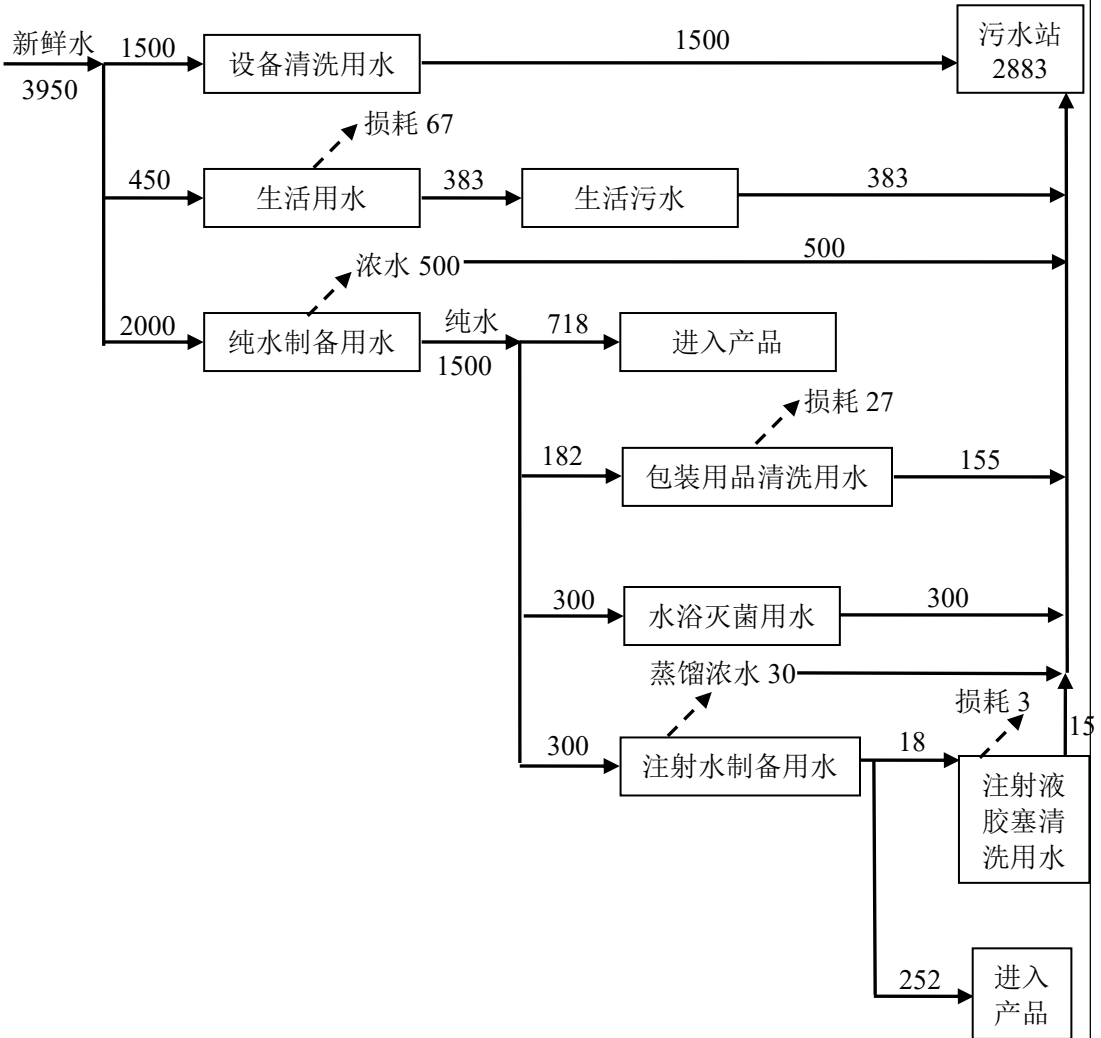 新鲜水
3950
1500
设备清洗用水
1500
污水站
2883
损耗 67
450
生活用水
383
生活污水
383
浓水 500
500
2000
纯水制备用水
纯水
1500
718
进入产品
损耗 27
182
包装用品清洗用水
155
300
水浴灭菌用水
300
蒸馏浓水 30
损耗 3
15
300
注射水制备用水
18
注射液
胶塞清
洗用水
252
进入
产品